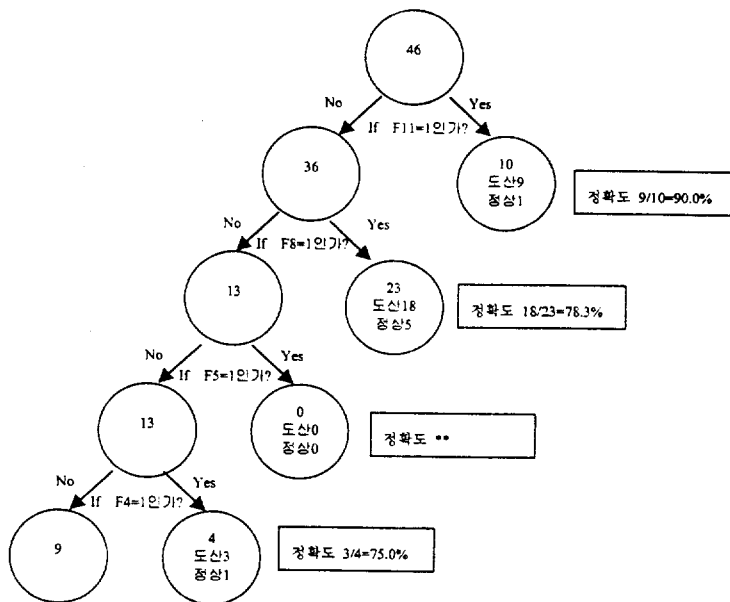 46
No
Yes
If F11=1인가?
36
10
도산9
정상1
정확도 9/10=90.0%
No
Yes
If F8=1인가?
13
23
도산18
정상5
정확도 18/23=78.3%
No
Yes
If F5=1인가?
13
0
도산0
정상0
정확도 **
No
Yes
If F4=1인가?
9
4
도산3
정상1
정확도 3/4=75.0%